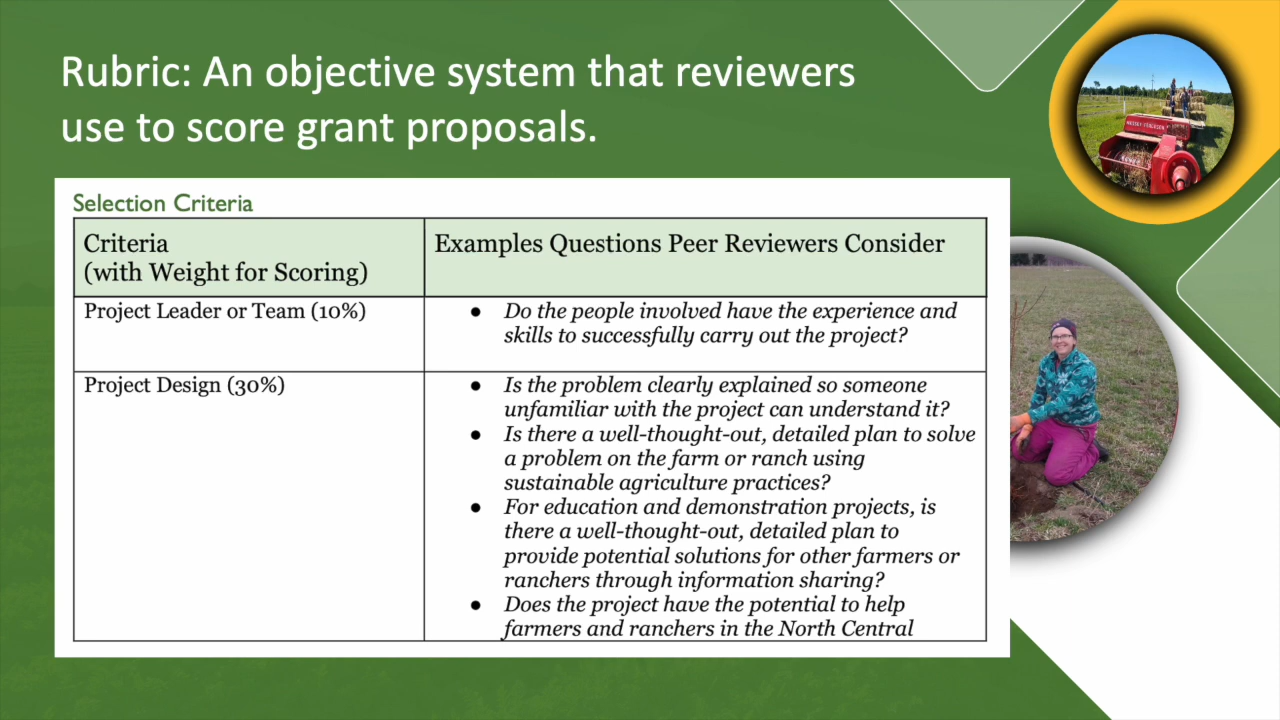 Rubric: An objective system that reviewers
use to score grant proposals.
Selection Criteria
Criteria
(with Weight for Scoring)
Examples Questions Peer Reviewers Consider
Project Leader or Team (10%)
● Do the people involved have the experience and
skills to successfully carry out the project?
Project Design (30%)
● Is the problem clearly explained so someone
unfamiliar with the project can understand it?
● Is there a well-thought-out, detailed plan to solve
a problem on the farm or ranch using
sustainable agriculture practices?
● For education and demonstration projects, is
there a well-thought-out, detailed plan to
provide potential solutions for other farmers or
ranchers through information sharing?
● Does the project have the potential to help
farmers and ranchers in the North Central
MASSEY FERGUSON